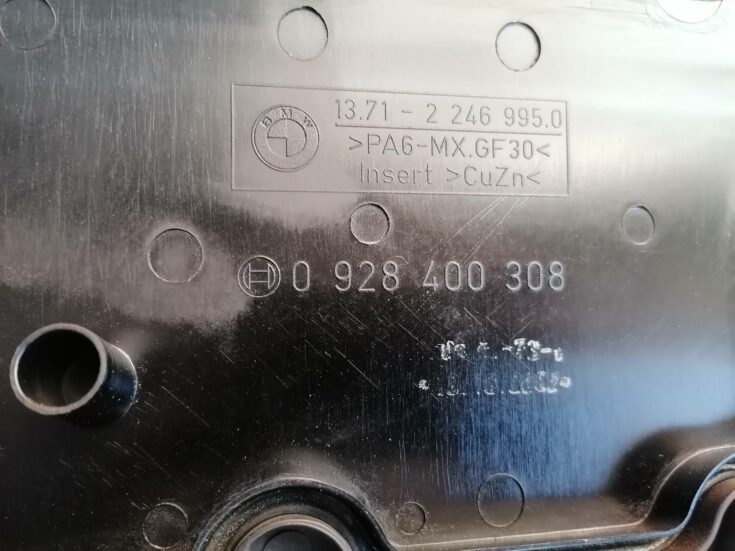 BMW
13.71 - 2 246 995.0
>PA6-MX.GF30<
Insert >CuZn<
0 928 400 308